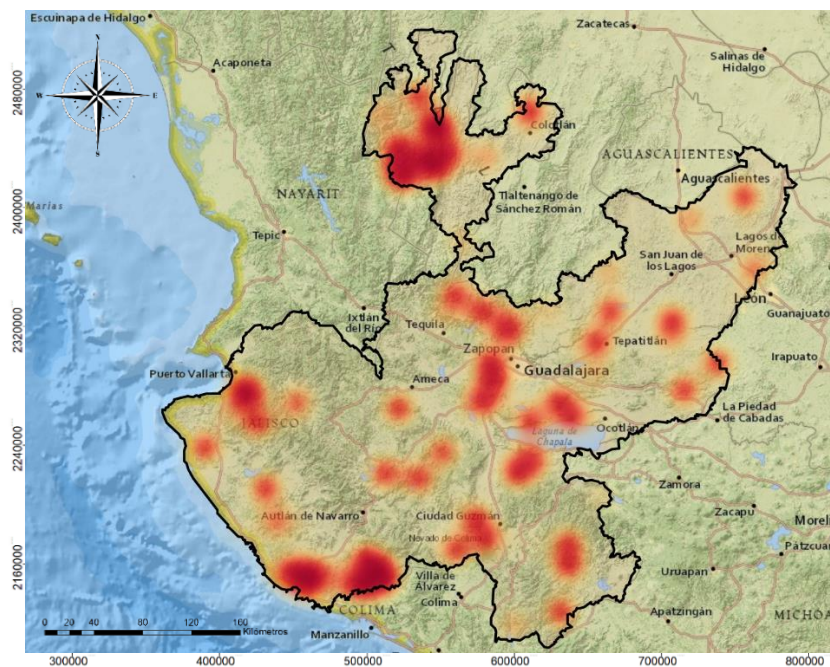 Escuinapa de Hidalgo
Zacatecas
Salinas de
Hidalgo
Acaponeta
N
W
E
S
2480000
Colotlán
AGUASCALIENTES
Aguascalientes
NAYARIT
Tlaltenango de
Sánchez Román
2400000
Marias
Tepic
Lagos de
Moreno
San Juan de
los Lagos
León
Guanajuato
2320000
Ixtlán
del Río
Tequila
Zapopan
Tepatitlán
Irapuato
Puerto Vallarta
Guadalajara
Ameca
JALISCO
La Piedad
de Cabadas
Ocotlán
Laguna de
Chapala
2240000
Zamora
Autlán de Navarro
Ciudad Guzmán
Zacapu
Moreli
Nevado de Colima
Pátzcuar
2160000
Villa de
Álvarez
Uruapan
Colima
COLIMA
Apatzingán
MICHOA
Manzanillo
0 20 40 80 120 160
Kilómetros
300000 400000 500000 600000 700000 800000